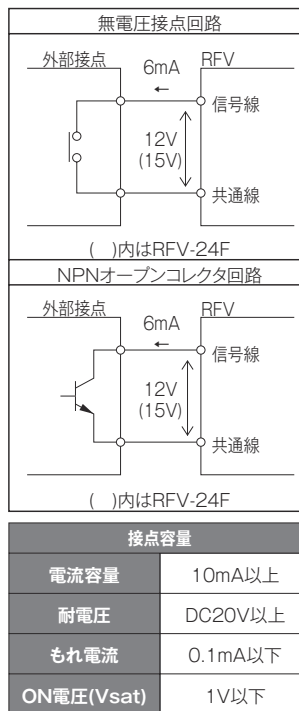 無電圧接点回路
外部接点
RFV
6mA
←
信号線
12V
(15V)
共通線
(　)内はRFV-24F
NPNオープンコレクタ回路
外部接点
RFV
6mA
←
信号線
12V
(15V)
共通線
(　)内はRFV-24F
接点容量
電流容量 10mA以上
耐電圧 DC20V以上
もれ電流 0.1mA以下
ON電圧(Vsat) 1V以下